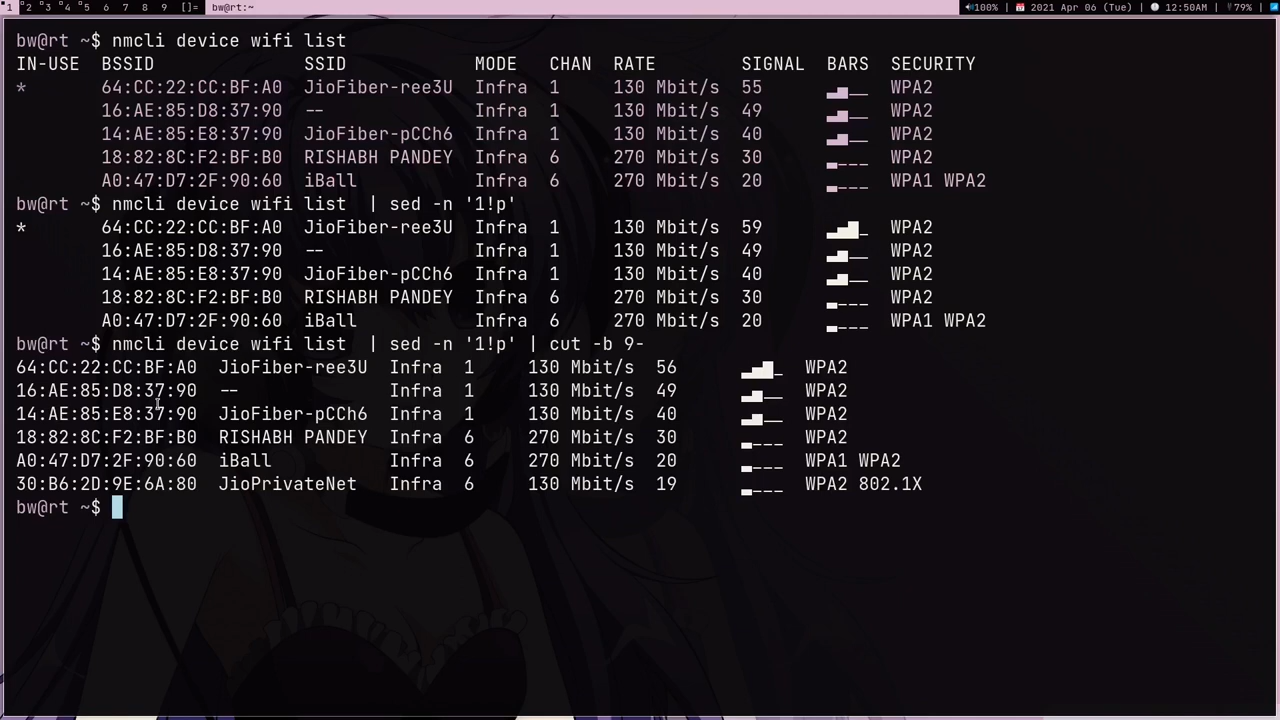 1 2 3 4 5 6 7 8 9 []= bw@rt:~ 100% | 2021 Apr 06 (Tue) | 12:50AM | 79% |
bw@rt ~$ nmcli device wifi list
IN-USE  BSSID              SSID            MODE   CHAN  RATE        SIGNAL  BARS  SECURITY
*       64:CC:22:CC:BF:A0  JioFiber-ree3U  Infra  1     130 Mbit/s  55      ▂▄__  WPA2
        16:AE:85:D8:37:90  --              Infra  1     130 Mbit/s  49      ▂▄__  WPA2
        14:AE:85:E8:37:90  JioFiber-pCCh6  Infra  1     130 Mbit/s  40      ▂▄__  WPA2
        18:82:8C:F2:BF:B0  RISHABH PANDEY  Infra  6     270 Mbit/s  30      ▂___  WPA2
        A0:47:D7:2F:90:60  iBall           Infra  6     270 Mbit/s  20      ▂___  WPA1 WPA2
bw@rt ~$ nmcli device wifi list  | sed -n '1!p'
*       64:CC:22:CC:BF:A0  JioFiber-ree3U  Infra  1     130 Mbit/s  59      ▂▄▆_  WPA2
        16:AE:85:D8:37:90  --              Infra  1     130 Mbit/s  49      ▂▄__  WPA2
        14:AE:85:E8:37:90  JioFiber-pCCh6  Infra  1     130 Mbit/s  40      ▂▄__  WPA2
        18:82:8C:F2:BF:B0  RISHABH PANDEY  Infra  6     270 Mbit/s  30      ▂___  WPA2
        A0:47:D7:2F:90:60  iBall           Infra  6     270 Mbit/s  20      ▂___  WPA1 WPA2
bw@rt ~$ nmcli device wifi list  | sed -n '1!p' | cut -b 9-
64:CC:22:CC:BF:A0  JioFiber-ree3U  Infra  1     130 Mbit/s  56      ▂▄▆_  WPA2
16:AE:85:D8:37:90  --              Infra  1     130 Mbit/s  49      ▂▄__  WPA2
14:AE:85:E8:37:90  JioFiber-pCCh6  Infra  1     130 Mbit/s  40      ▂▄__  WPA2
18:82:8C:F2:BF:B0  RISHABH PANDEY  Infra  6     270 Mbit/s  30      ▂___  WPA2
A0:47:D7:2F:90:60  iBall           Infra  6     270 Mbit/s  20      ▂___  WPA1 WPA2
30:B6:2D:9E:6A:80  JioPrivateNet   Infra  6     130 Mbit/s  19      ▂___  WPA2 802.1X
bw@rt ~$